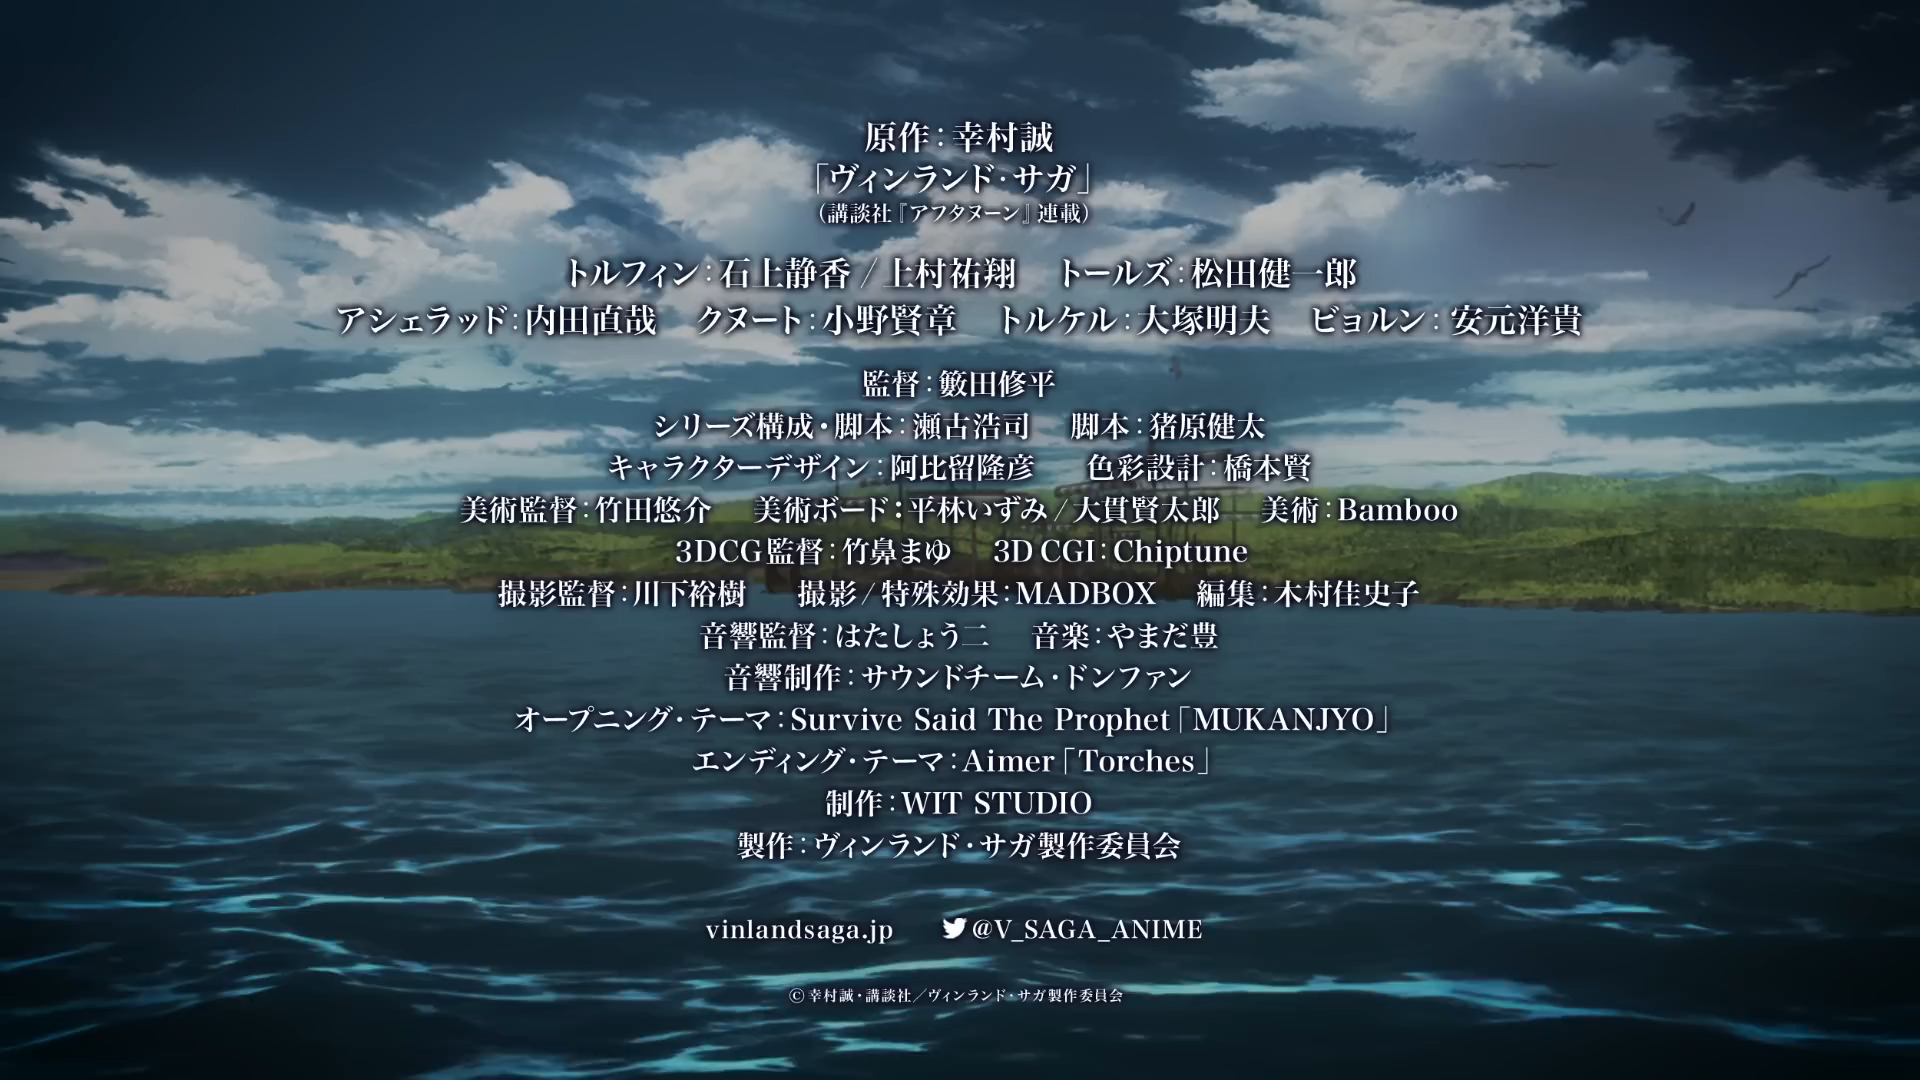 原作:幸村誠
「ヴィンランド・サガ」
(講談社『アフタヌーン』連載)
トルフィン:石上静香/上村祐翔 トールズ:松田健一郎
アシェラッド:内田直哉 クヌート:小野賢章 トルケル:大塚明夫 ビョルン:安元洋貴
監督:籔田修平
シリーズ構成・脚本:瀬古浩司 脚本:猪原健太
キャラクターデザイン:阿比留隆彦 色彩設計:橋本賢
美術監督:竹田悠介 美術ボード:平林いずみ/大貫賢太郎 美術:Bamboo
3DCG監督:竹鼻まゆ 3D CGI:Chiptune
撮影監督:川下裕樹 撮影/特殊効果:MADBOX 編集:木村佳史子
音響監督:はたしょう二 音楽:やまだ豊
音響制作:サウンドチーム・ドンファン
オープニング・テーマ:Survive Said The Prophet「MUKANJYO」
エンディング・テーマ:Aimer「Torches」
制作:WIT STUDIO
製作:ヴィンランド・サガ製作委員会
vinlandsaga.jp @V_SAGA_ANIME
©幸村誠・講談社/ヴィンランド・サガ製作委員会